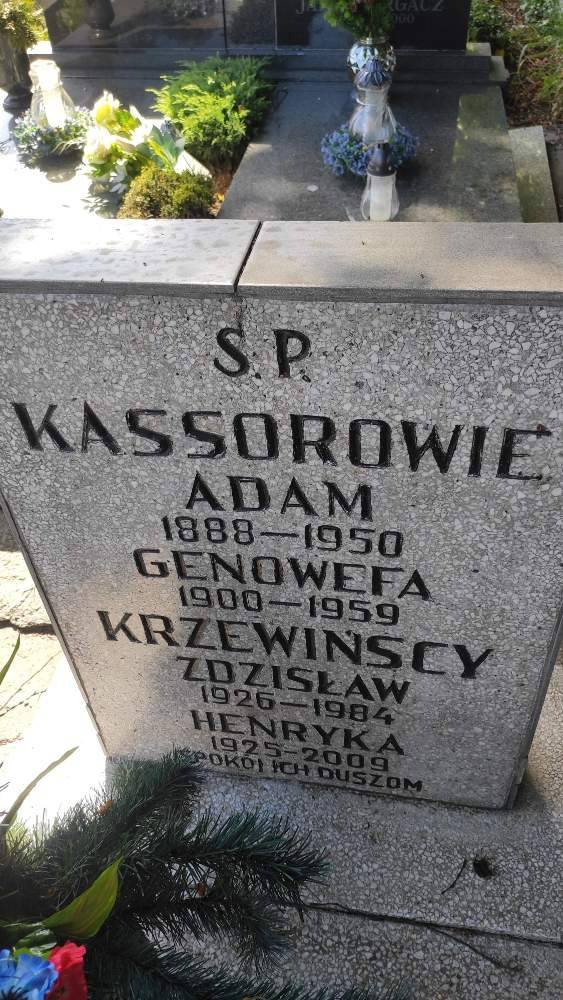 Ś.P.
KASSOROWIE
ADAM
1888-1950
GENOWEFA
1900-1959
KRZEWIŃSCY
ZDZISŁAW
1926-1984
HENRYKA
1925-2009
POKÓJ ICH DUSZOM